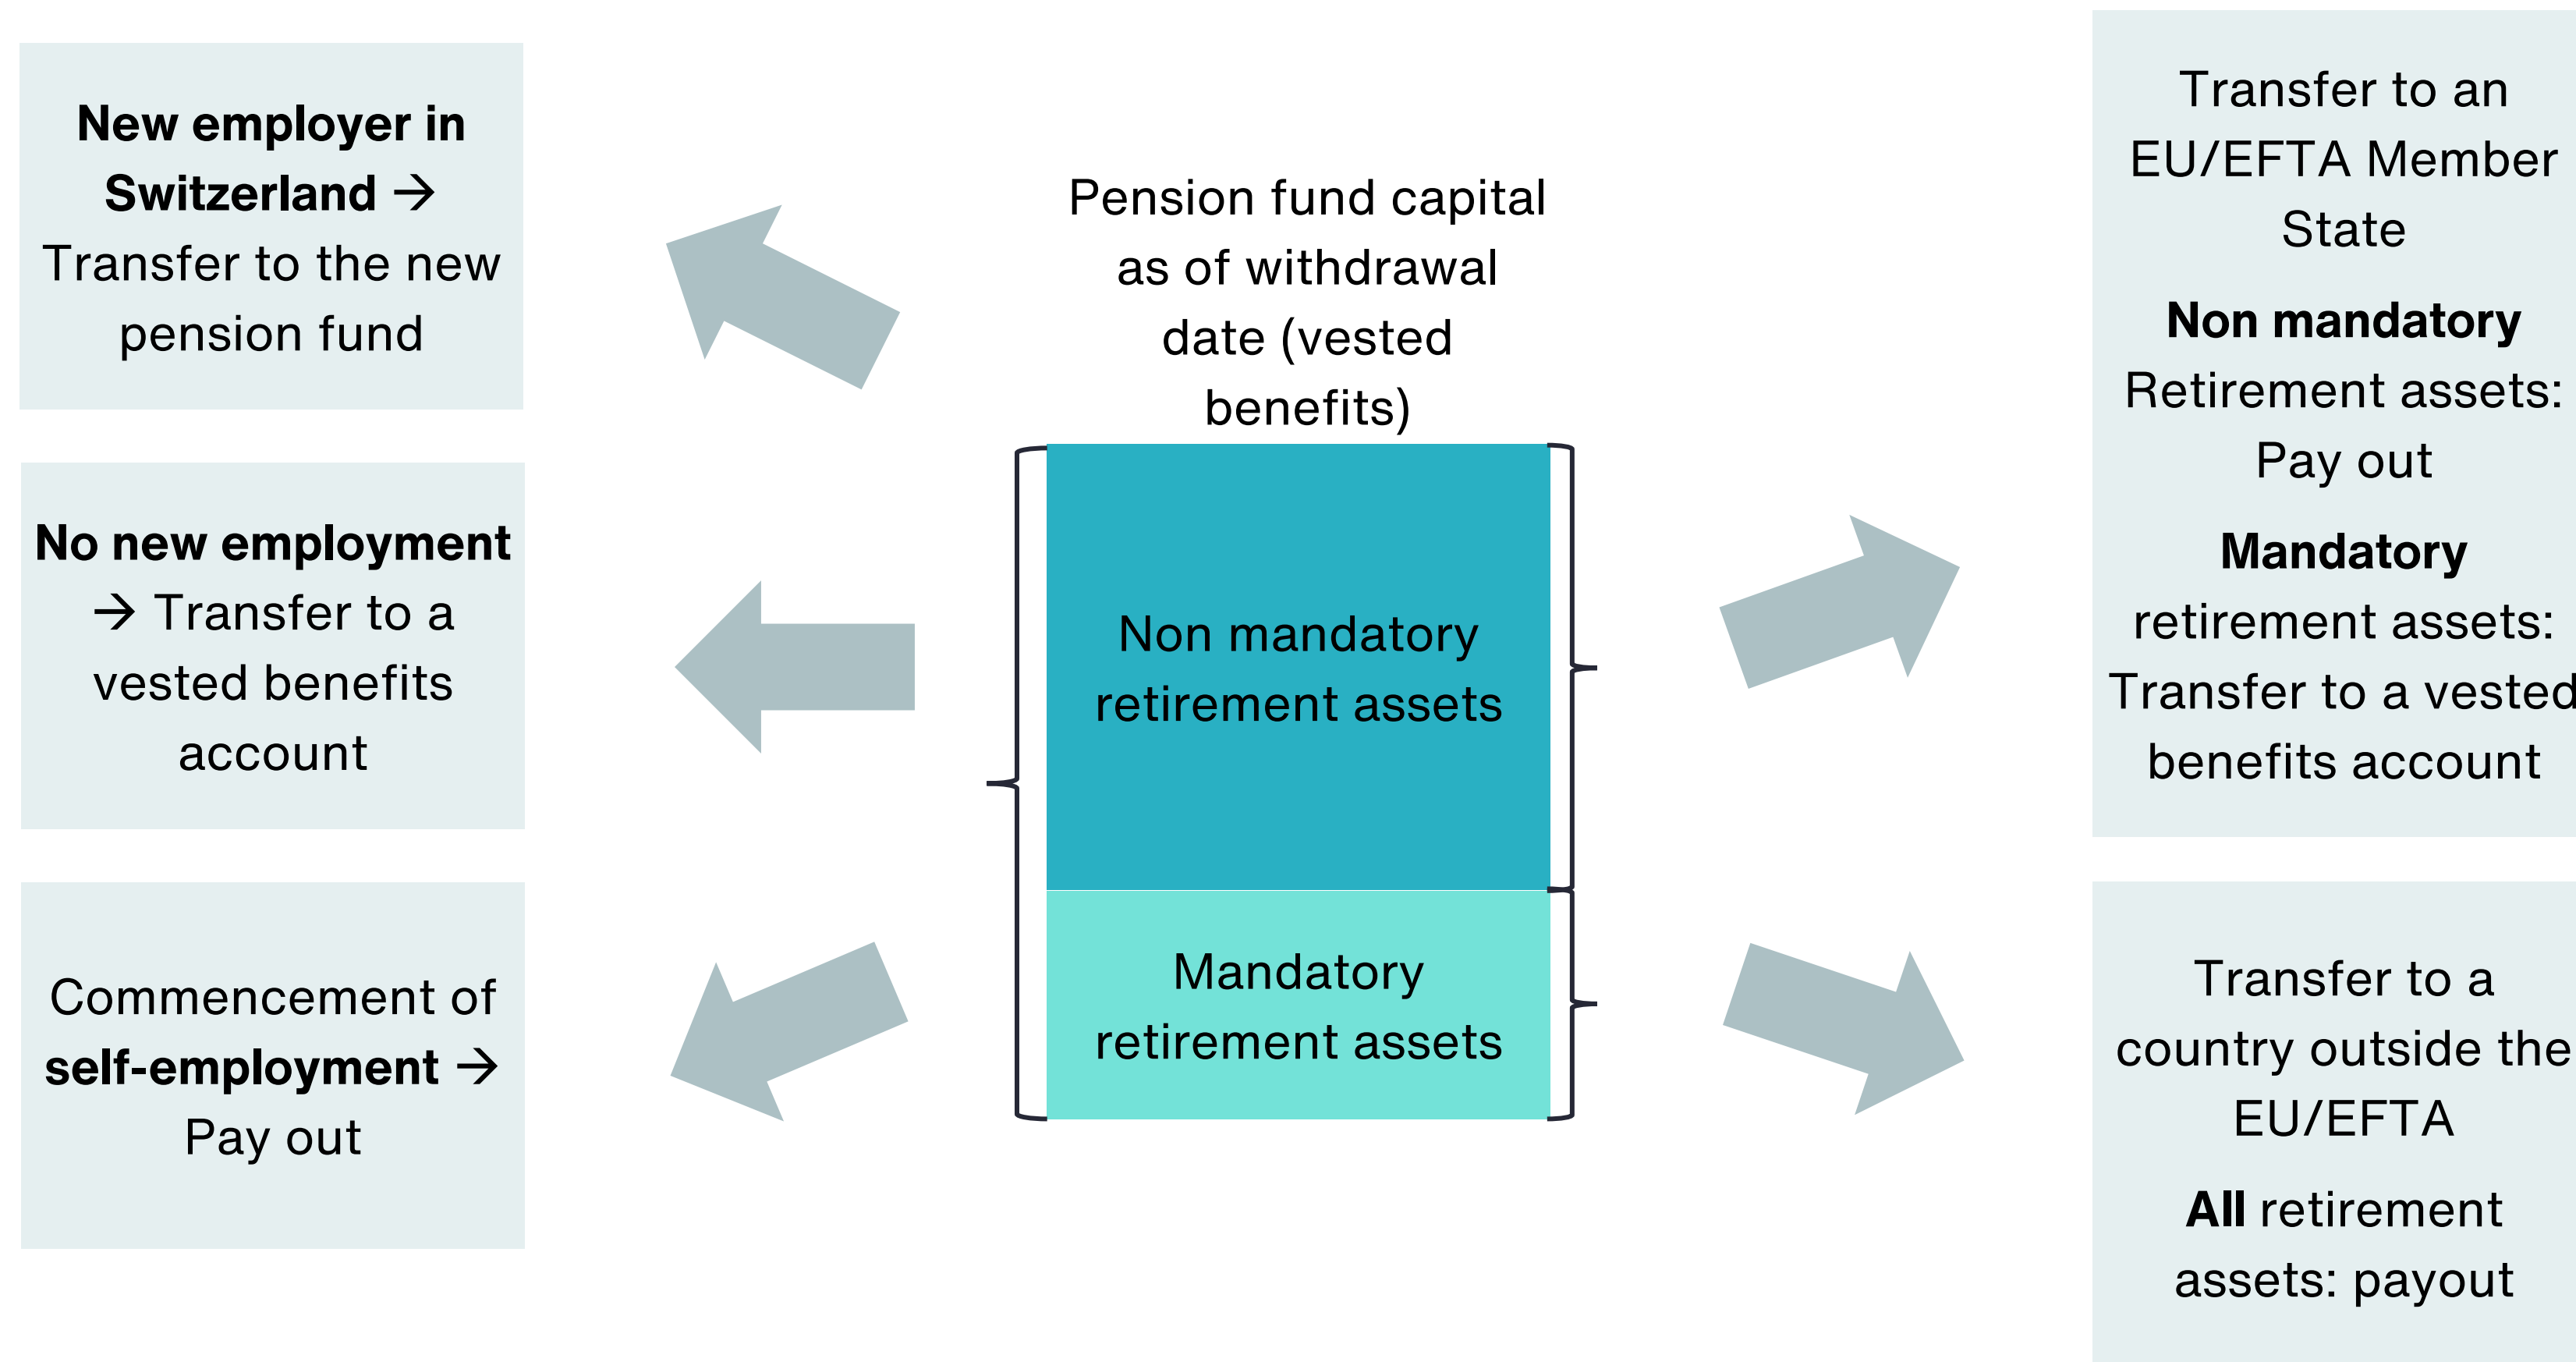 New employer in
Switzerland →
Transfer to the new
pension fund
No new employment
→ Transfer to a
vested benefits
account
Commencement of
self-employment →
Pay out
Pension fund capital
as of withdrawal
date (vested
benefits)
Non mandatory
retirement assets
Mandatory
retirement assets
Transfer to an
EU/EFTA Member
State
Non mandatory
Retirement assets:
Pay out
Mandatory
retirement assets:
Transfer to a vested
benefits account
Transfer to a
country outside the
EU/EFTA
All retirement
assets: payout